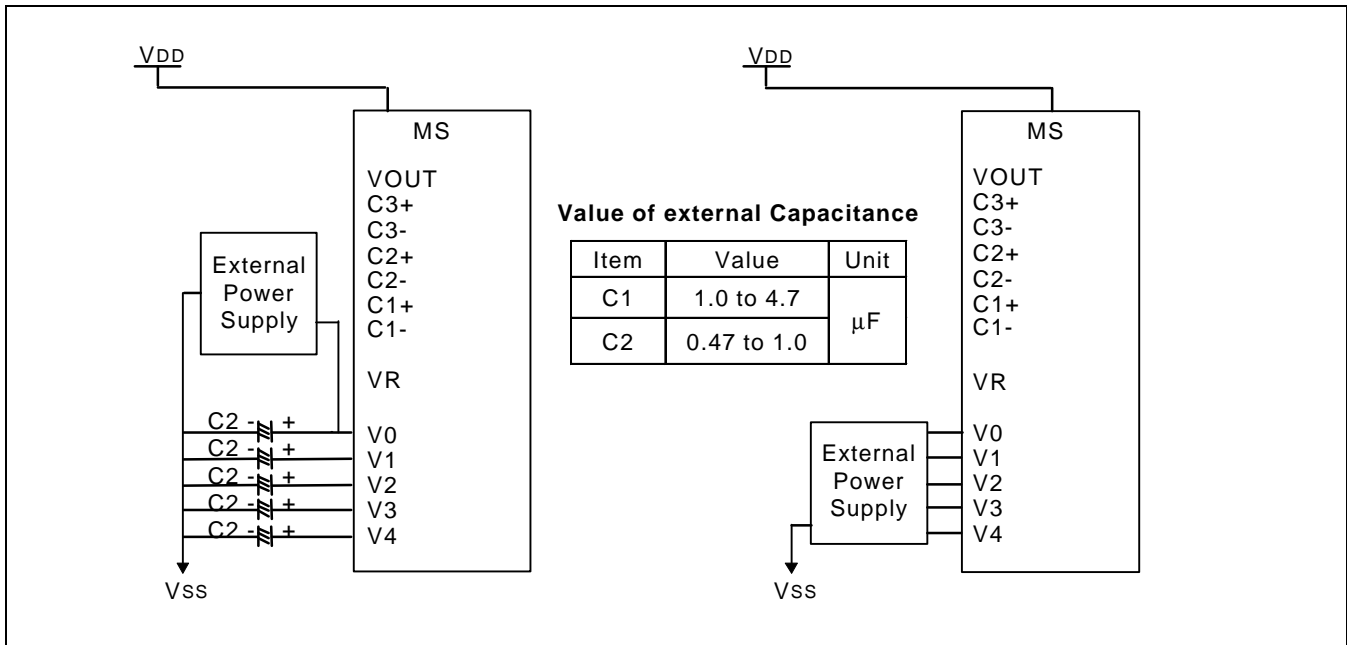 VDD
MS
VOUT
C3+
C3-
C2+
C2-
C1+
C1-
VR
V0
V1
V2
V3
V4
External
Power
Supply
C2 - +
C2 - +
C2 - +
C2 - +
C2 - +
VSS
Value of external Capacitance
Item Value Unit
C1 1.0 to 4.7 μF
C2 0.47 to 1.0
VDD
MS
VOUT
C3+
C3-
C2+
C2-
C1+
C1-
VR
V0
V1
V2
V3
V4
External
Power
Supply
VSS